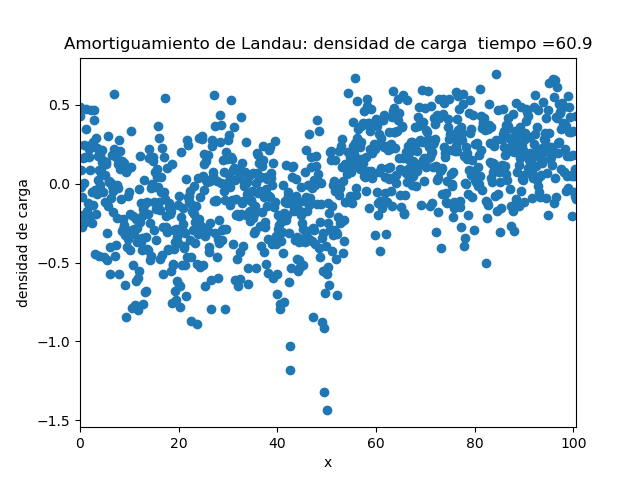 Amortiguamiento de Landau: densidad de carga  tiempo =60.9
0.5
0.0
−0.5
−1.0
−1.5
densidad de carga
0 20 40 60 80 100
x